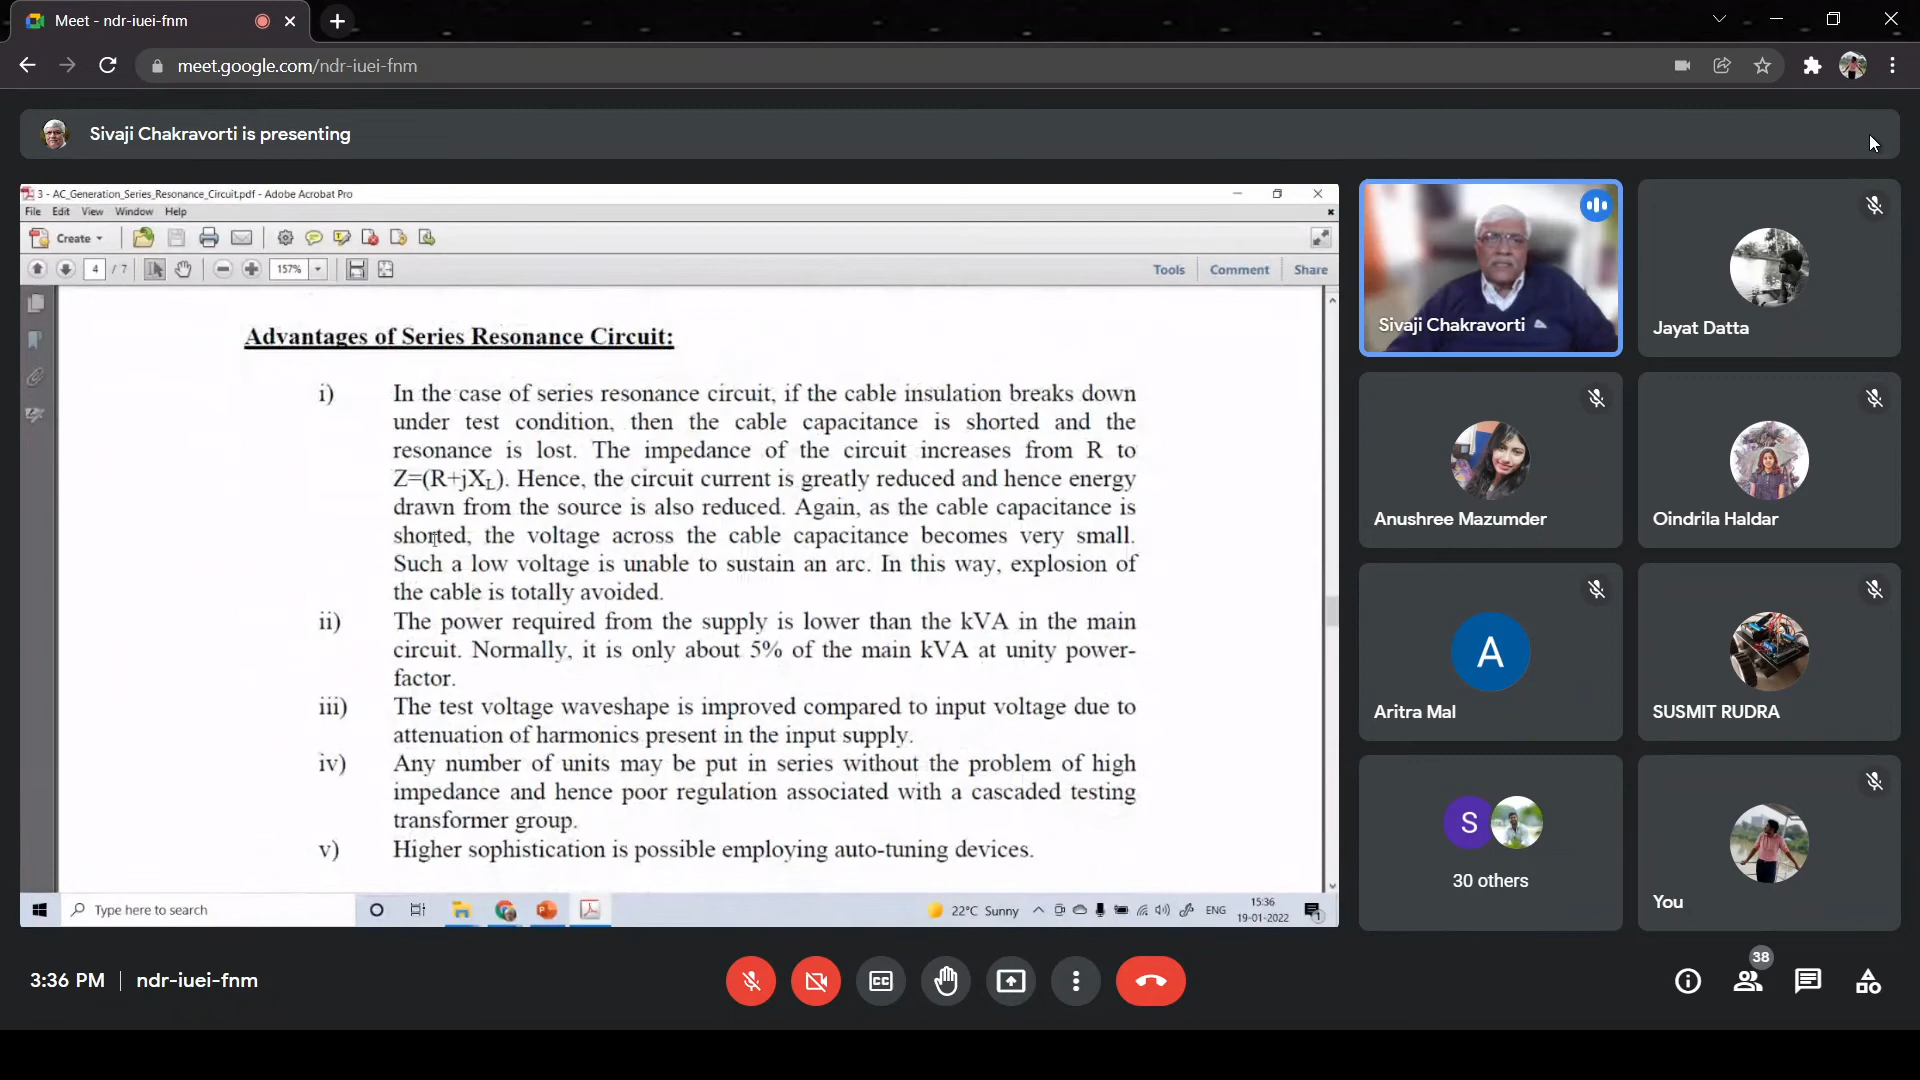 Meet - ndr-iuei-fnm
meet.google.com/ndr-iuei-fnm
Sivaji Chakravorti is presenting
3 - AC_Generation_Series_Resonance_Circuit.pdf - Adobe Acrobat Pro
File Edit View Window Help
Create
4 / 7 157% Tools Comment Share
Advantages of Series Resonance Circuit:
i) In the case of series resonance circuit, if the cable insulation breaks down
under test condition, then the cable capacitance is shorted and the
resonance is lost. The impedance of the circuit increases from R to
Z=(R+jXL). Hence, the circuit current is greatly reduced and hence energy
drawn from the source is also reduced. Again, as the cable capacitance is
shorted, the voltage across the cable capacitance becomes very small.
Such a low voltage is unable to sustain an arc. In this way, explosion of
the cable is totally avoided.
ii) The power required from the supply is lower than the kVA in the main
circuit. Normally, it is only about 5% of the main kVA at unity power-
factor.
iii) The test voltage waveshape is improved compared to input voltage due to
attenuation of harmonics present in the input supply.
iv) Any number of units may be put in series without the problem of high
impedance and hence poor regulation associated with a cascaded testing
transformer group.
v) Higher sophistication is possible employing auto-tuning devices.
Type here to search
22°C Sunny
ENG
15:36
19-01-2022
1
Sivaji Chakravorti
Jayat Datta
Anushree Mazumder
Oindrila Haldar
A
Aritra Mal
SUSMIT RUDRA
S
30 others
You
3:36 PM | ndr-iuei-fnm
CC
38